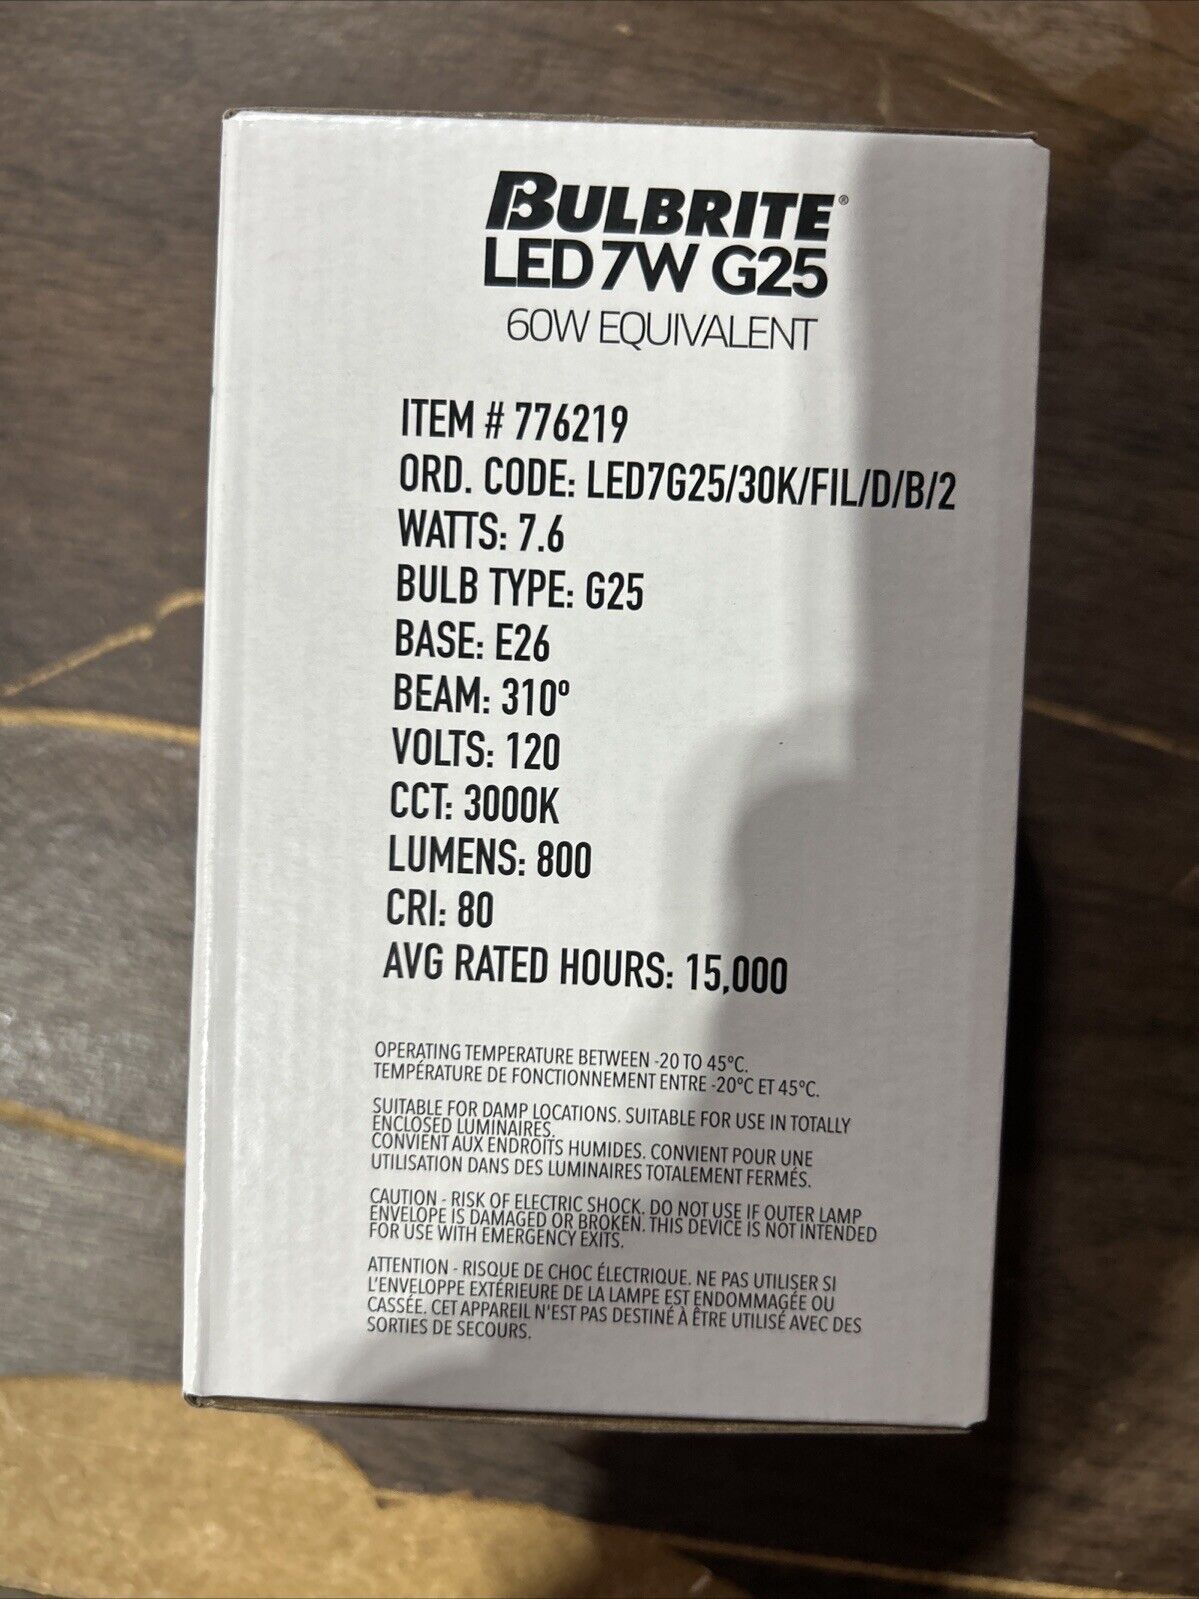 BULBRITE®
LED 7W G25
60W EQUIVALENT
ITEM # 776219
ORD. CODE: LED7G25/30K/FIL/D/B/2
WATTS: 7.6
BULB TYPE: G25
BASE: E26
BEAM: 310º
VOLTS: 120
CCT: 3000K
LUMENS: 800
CRI: 80
AVG RATED HOURS: 15,000
OPERATING TEMPERATURE BETWEEN -20 TO 45°C.
TEMPÉRATURE DE FONCTIONNEMENT ENTRE -20°C ET 45°C.
SUITABLE FOR DAMP LOCATIONS. SUITABLE FOR USE IN TOTALLY
ENCLOSED LUMINAIRES.
CONVIENT AUX ENDROITS HUMIDES. CONVIENT POUR UNE
UTILISATION DANS DES LUMINAIRES TOTALEMENT FERMÉS.
CAUTION - RISK OF ELECTRIC SHOCK. DO NOT USE IF OUTER LAMP
ENVELOPE IS DAMAGED OR BROKEN. THIS DEVICE IS NOT INTENDED
FOR USE WITH EMERGENCY EXITS.
ATTENTION - RISQUE DE CHOC ÉLECTRIQUE. NE PAS UTILISER SI
L'ENVELOPPE EXTÉRIEURE DE LA LAMPE EST ENDOMMAGÉE OU
CASSÉE. CET APPAREIL N'EST PAS DESTINÉ À ÊTRE UTILISÉ AVEC DES
SORTIES DE SECOURS.